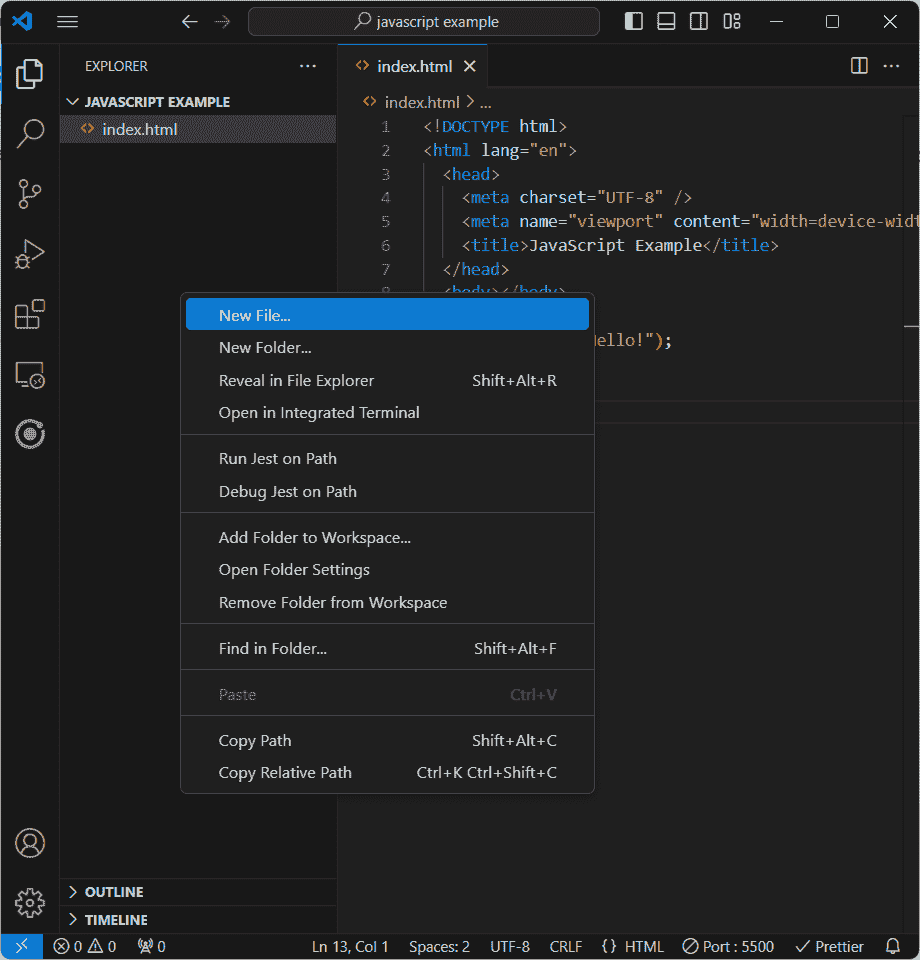 javascript example
EXPLORER
JAVASCRIPT EXAMPLE
index.html
index.html
index.html > ...
1 <!DOCTYPE html>
2 <html lang="en">
3 <head>
4 <meta charset="UTF-8" />
5 <meta name="viewport" content="width=device-widt
6 <title>JavaScript Example</title>
7 </head>
8 <body></body>
ello!");
New File...
New Folder...
Reveal in File Explorer Shift+Alt+R
Open in Integrated Terminal
Run Jest on Path
Debug Jest on Path
Add Folder to Workspace...
Open Folder Settings
Remove Folder from Workspace
Find in Folder... Shift+Alt+F
Paste Ctrl+V
Copy Path Shift+Alt+C
Copy Relative Path Ctrl+K Ctrl+Shift+C
OUTLINE
TIMELINE
0 0 0 Ln 13, Col 1 Spaces: 2 UTF-8 CRLF {} HTML Port : 5500 Prettier